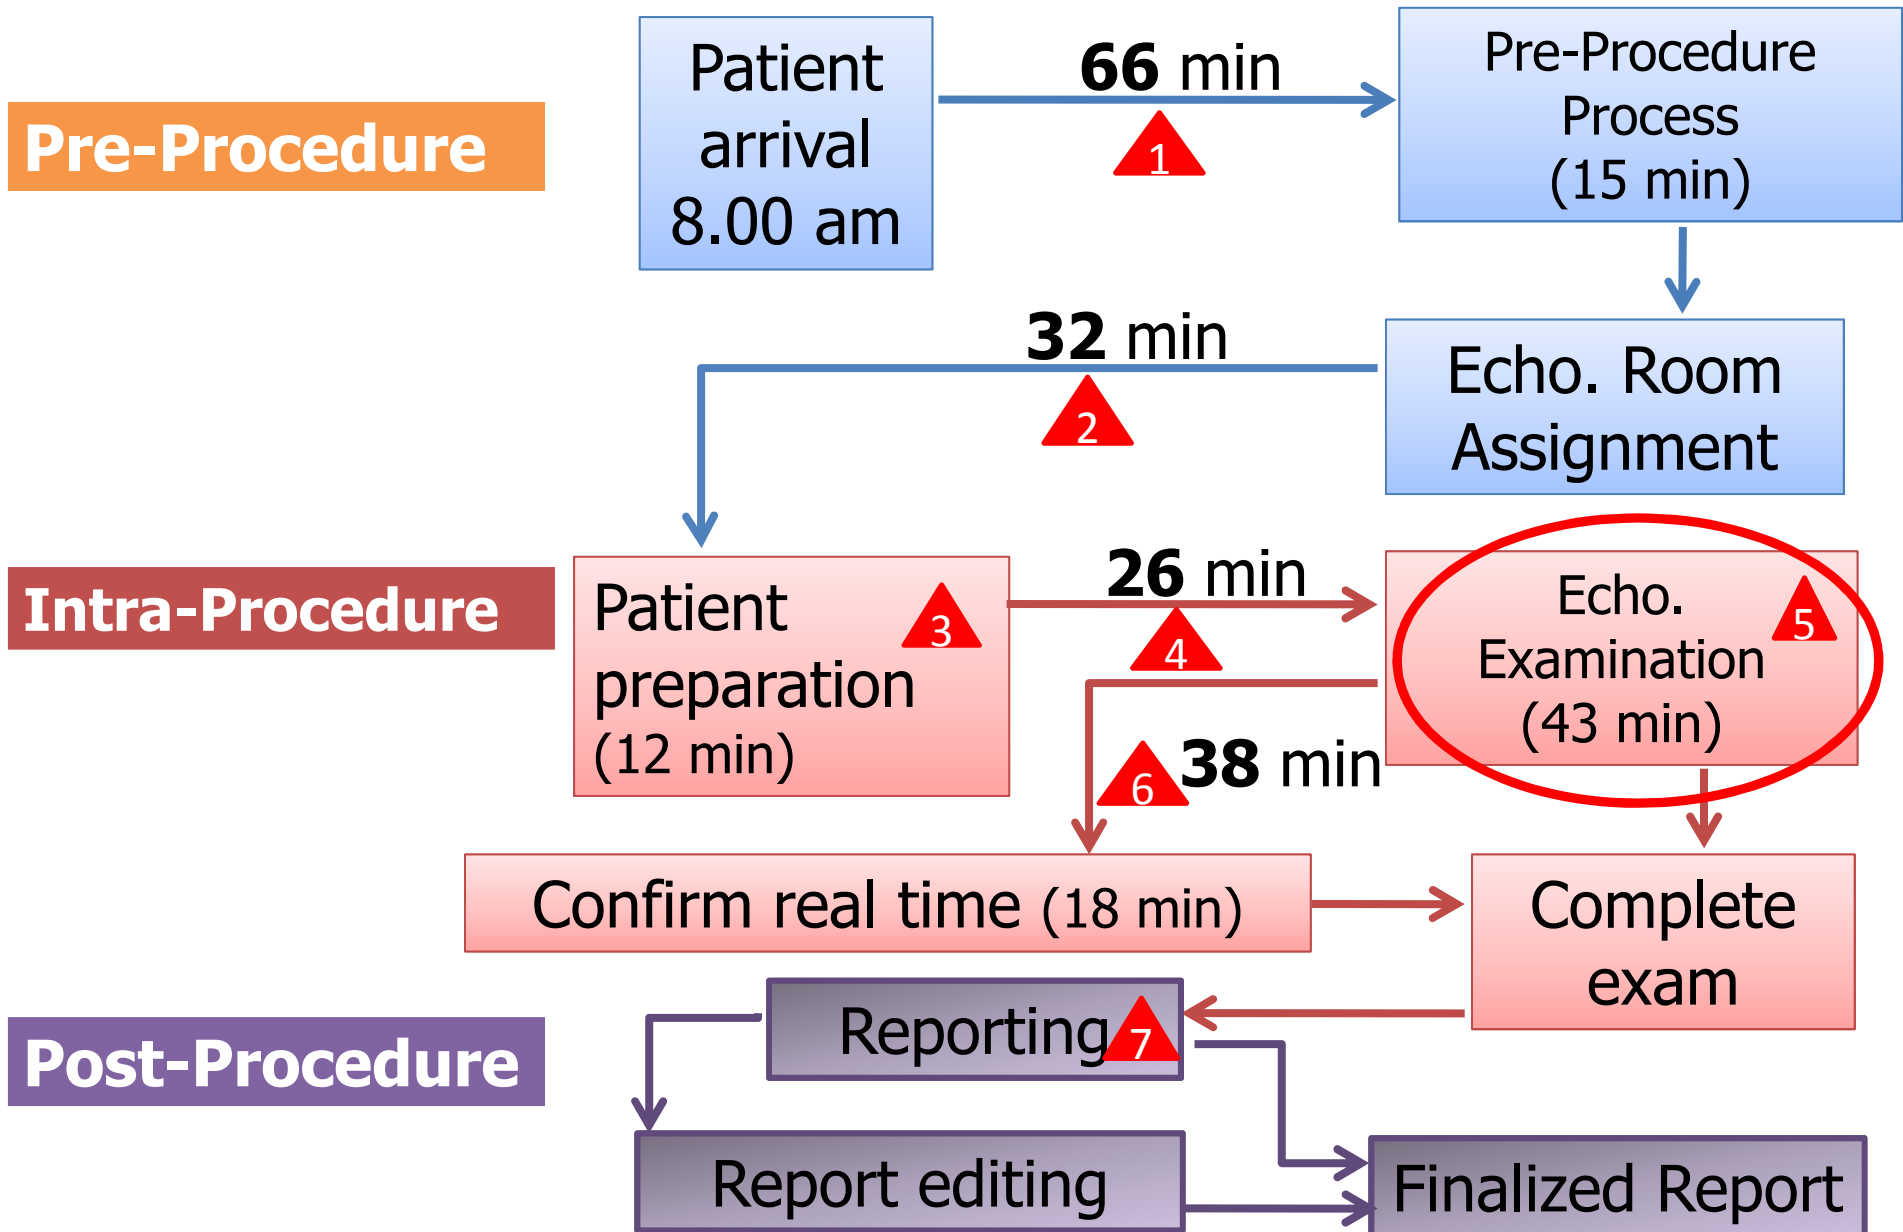 Pre-Procedure
Patient
arrival
8.00 am
66 min
1
Pre-Procedure
Process
(15 min)
32 min
2
Echo. Room
Assignment
Intra-Procedure
Patient
preparation
(12 min)
3
26 min
4
Echo.
Examination
(43 min)
5
6
38 min
Confirm real time (18 min)
Complete
exam
Post-Procedure
Reporting
7
Report editing
Finalized Report